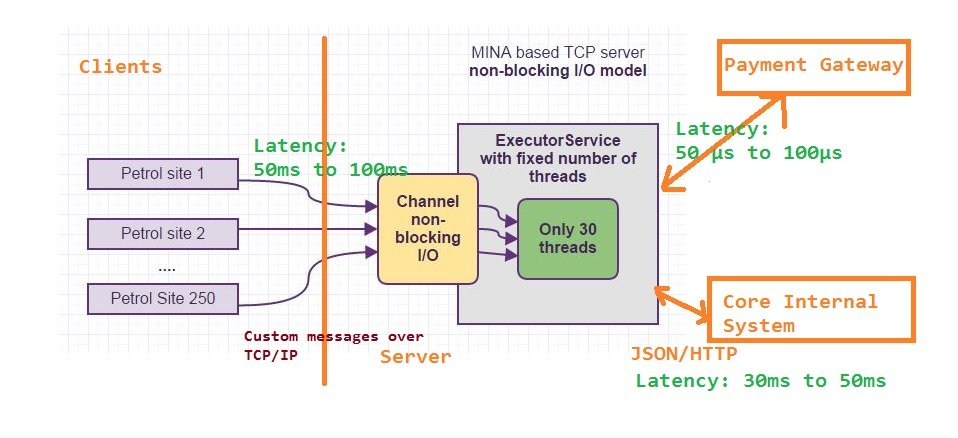 Clients
MINA based TCP server
non-blocking I/O model
Payment Gateway
Latency:
50ms to 100ms
Latency:
50 µs to 100µs
ExecutorService
with fixed number of
threads
Petrol site 1
Petrol site 2
....
Petrol Site 250
Channel
non-
blocking
I/O
Only 30
threads
Core Internal
System
Custom messages over
TCP/IP
Server
JSON/HTTP
Latency: 30ms to 50ms